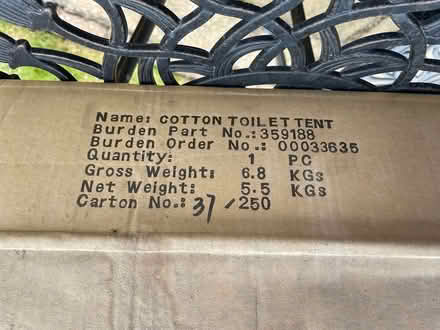 Name: COTTON TOILET TENT
Burden Part No.: 359188
Burden Order No.: 00033635
Quantity: 1 PC
Gross Weight: 6.8 KGs
Net Weight: 5.5 KGs
Carton No.: 37/250